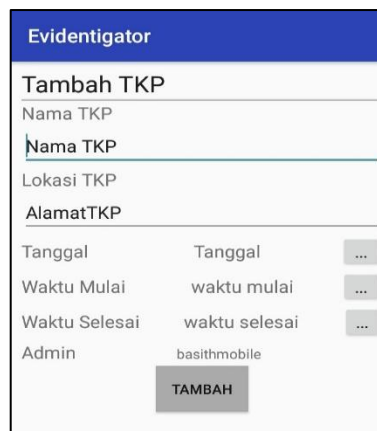 Evidentigator
Tambah TKP
Nama TKP
Nama TKP
Lokasi TKP
AlamatTKP
Tanggal Tanggal ...
Waktu Mulai waktu mulai ...
Waktu Selesai waktu selesai ...
Admin basithmobile
TAMBAH